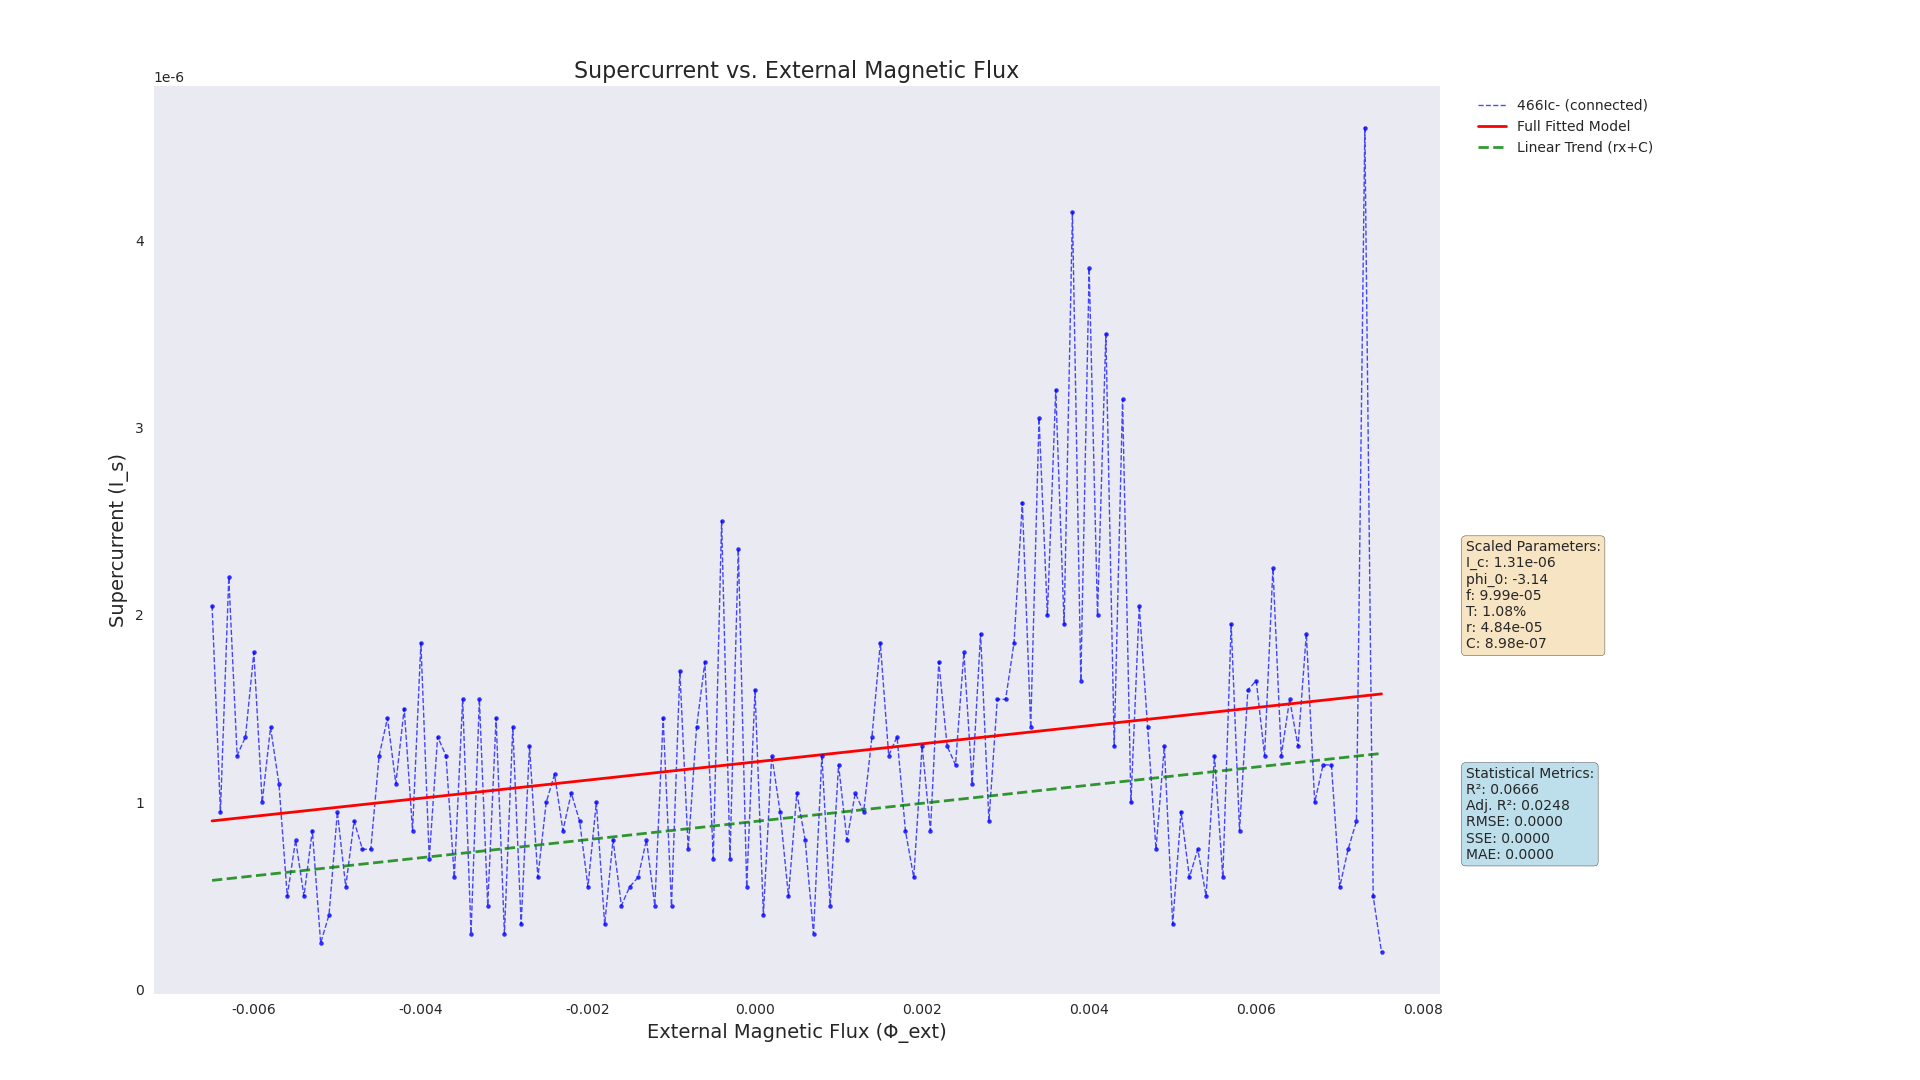 Supercurrent vs. External Magnetic Flux
1e-6
4
3
2
1
0
Supercurrent (I_s)
-0.006
-0.004
-0.002
0.000
0.002
0.004
0.006
0.008
External Magnetic Flux (Φ_ext)
466Ic- (connected)
Full Fitted Model
Linear Trend (rx+C)
Scaled Parameters:
I_c: 1.31e-06
phi_0: -3.14
f: 9.99e-05
T: 1.08%
r: 4.84e-05
C: 8.98e-07
Statistical Metrics:
R²: 0.0666
Adj. R²: 0.0248
RMSE: 0.0000
SSE: 0.0000
MAE: 0.0000